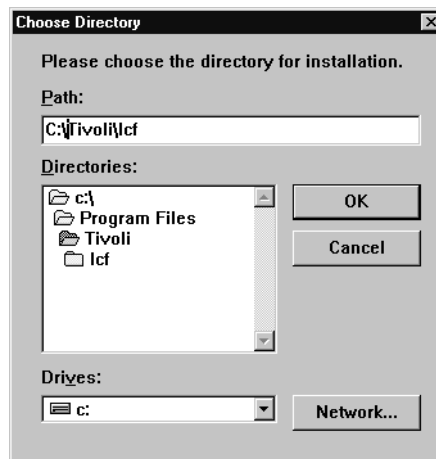 Choose Directory
Please choose the directory for installation.
Path:
C:\Tivoli\lcf
Directories:
c:\
OK
Program Files
Tivoli
Cancel
lcf
Drives:
c:
Network...